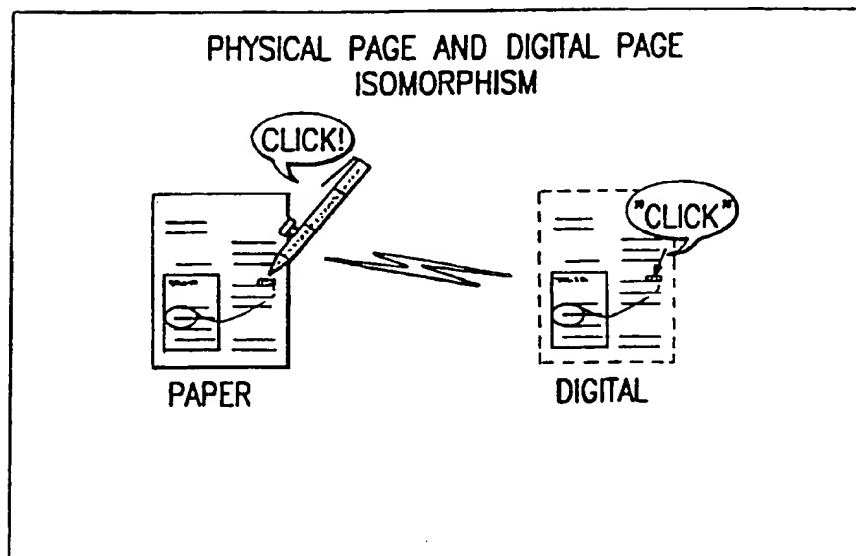 PHYSICAL PAGE AND DIGITAL PAGE
ISOMORPHISM
CLICK!
"CLICK"
PAPER
DIGITAL